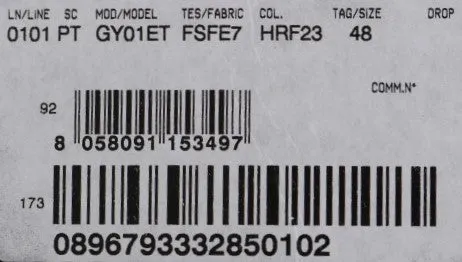 LN/LINE SC MOD/MODEL TES/FABRIC COL. TAG/SIZE DROP
0101 PT GY01ET FSFE7 HRF23 48
COMM.N°
92
8 058091 153497
173
0896793332850102